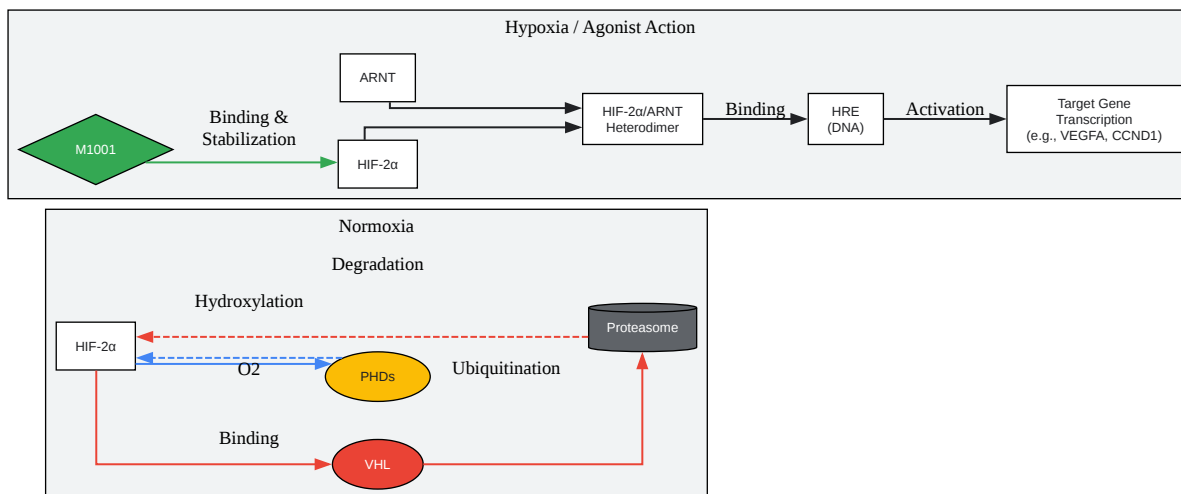 Hypoxia / Agonist Action
ARNT
Binding &
Stabilization
M1001
HIF-2α
HIF-2α/ARNT
Heterodimer
Binding
HRE
(DNA)
Activation
Target Gene
Transcription
(e.g., VEGFA, CCND1)
Normoxia
Degradation
Hydroxylation
Proteasome
HIF-2α
O2
PHDs
Ubiquitination
Binding
VHL